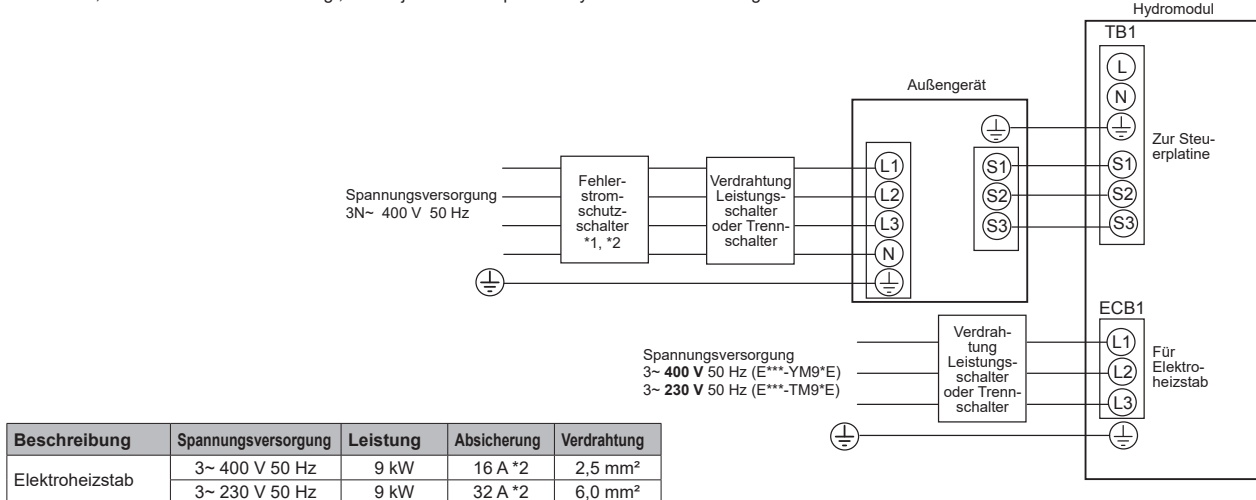 Hydromodul
TB1
L
N
Zur Steu-
erplatine
S1
S2
S3
Außengerät
L1
L2
L3
N
S1
S2
S3
Spannungsversorgung
3N~ 400 V 50 Hz
Fehler-
strom-
schutz-
schalter
*1, *2
Verdrahtung
Leistungs-
schalter
oder Trenn-
schalter
ECB1
L1
L2
L3
Für
Elektro-
heizstab
Verdrah-
tung
Leistungs-
schalter
oder Trenn-
schalter
Spannungsversorgung
3~ 400 V 50 Hz (E***-YM9*E)
3~ 230 V 50 Hz (E***-TM9*E)
Beschreibung Spannungsversorgung Leistung Absicherung Verdrahtung
Elektroheizstab
3~ 400 V 50 Hz 9 kW 16 A *2 2,5 mm²
3~ 230 V 50 Hz 9 kW 32 A *2 6,0 mm²